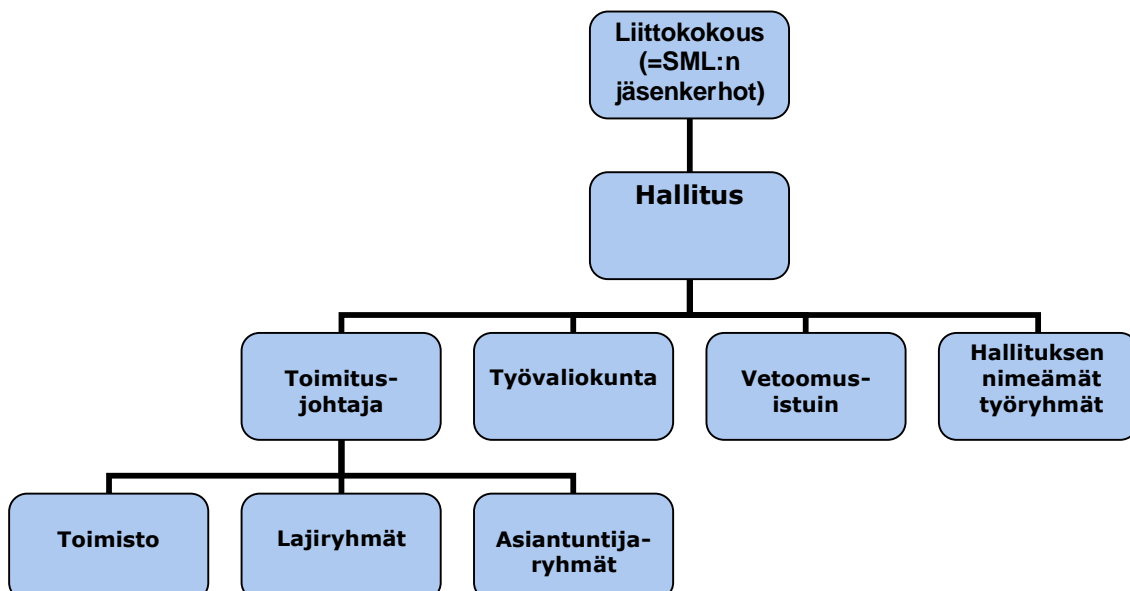 Liittokokous
(=SML:n
jäsenkerhot)
Hallitus
Toimitus-
johtaja
Työvaliokunta
Vetoomus-
istuin
Hallituksen
nimeämät
työryhmät
Toimisto
Lajiryhmät
Asiantuntija-
ryhmät